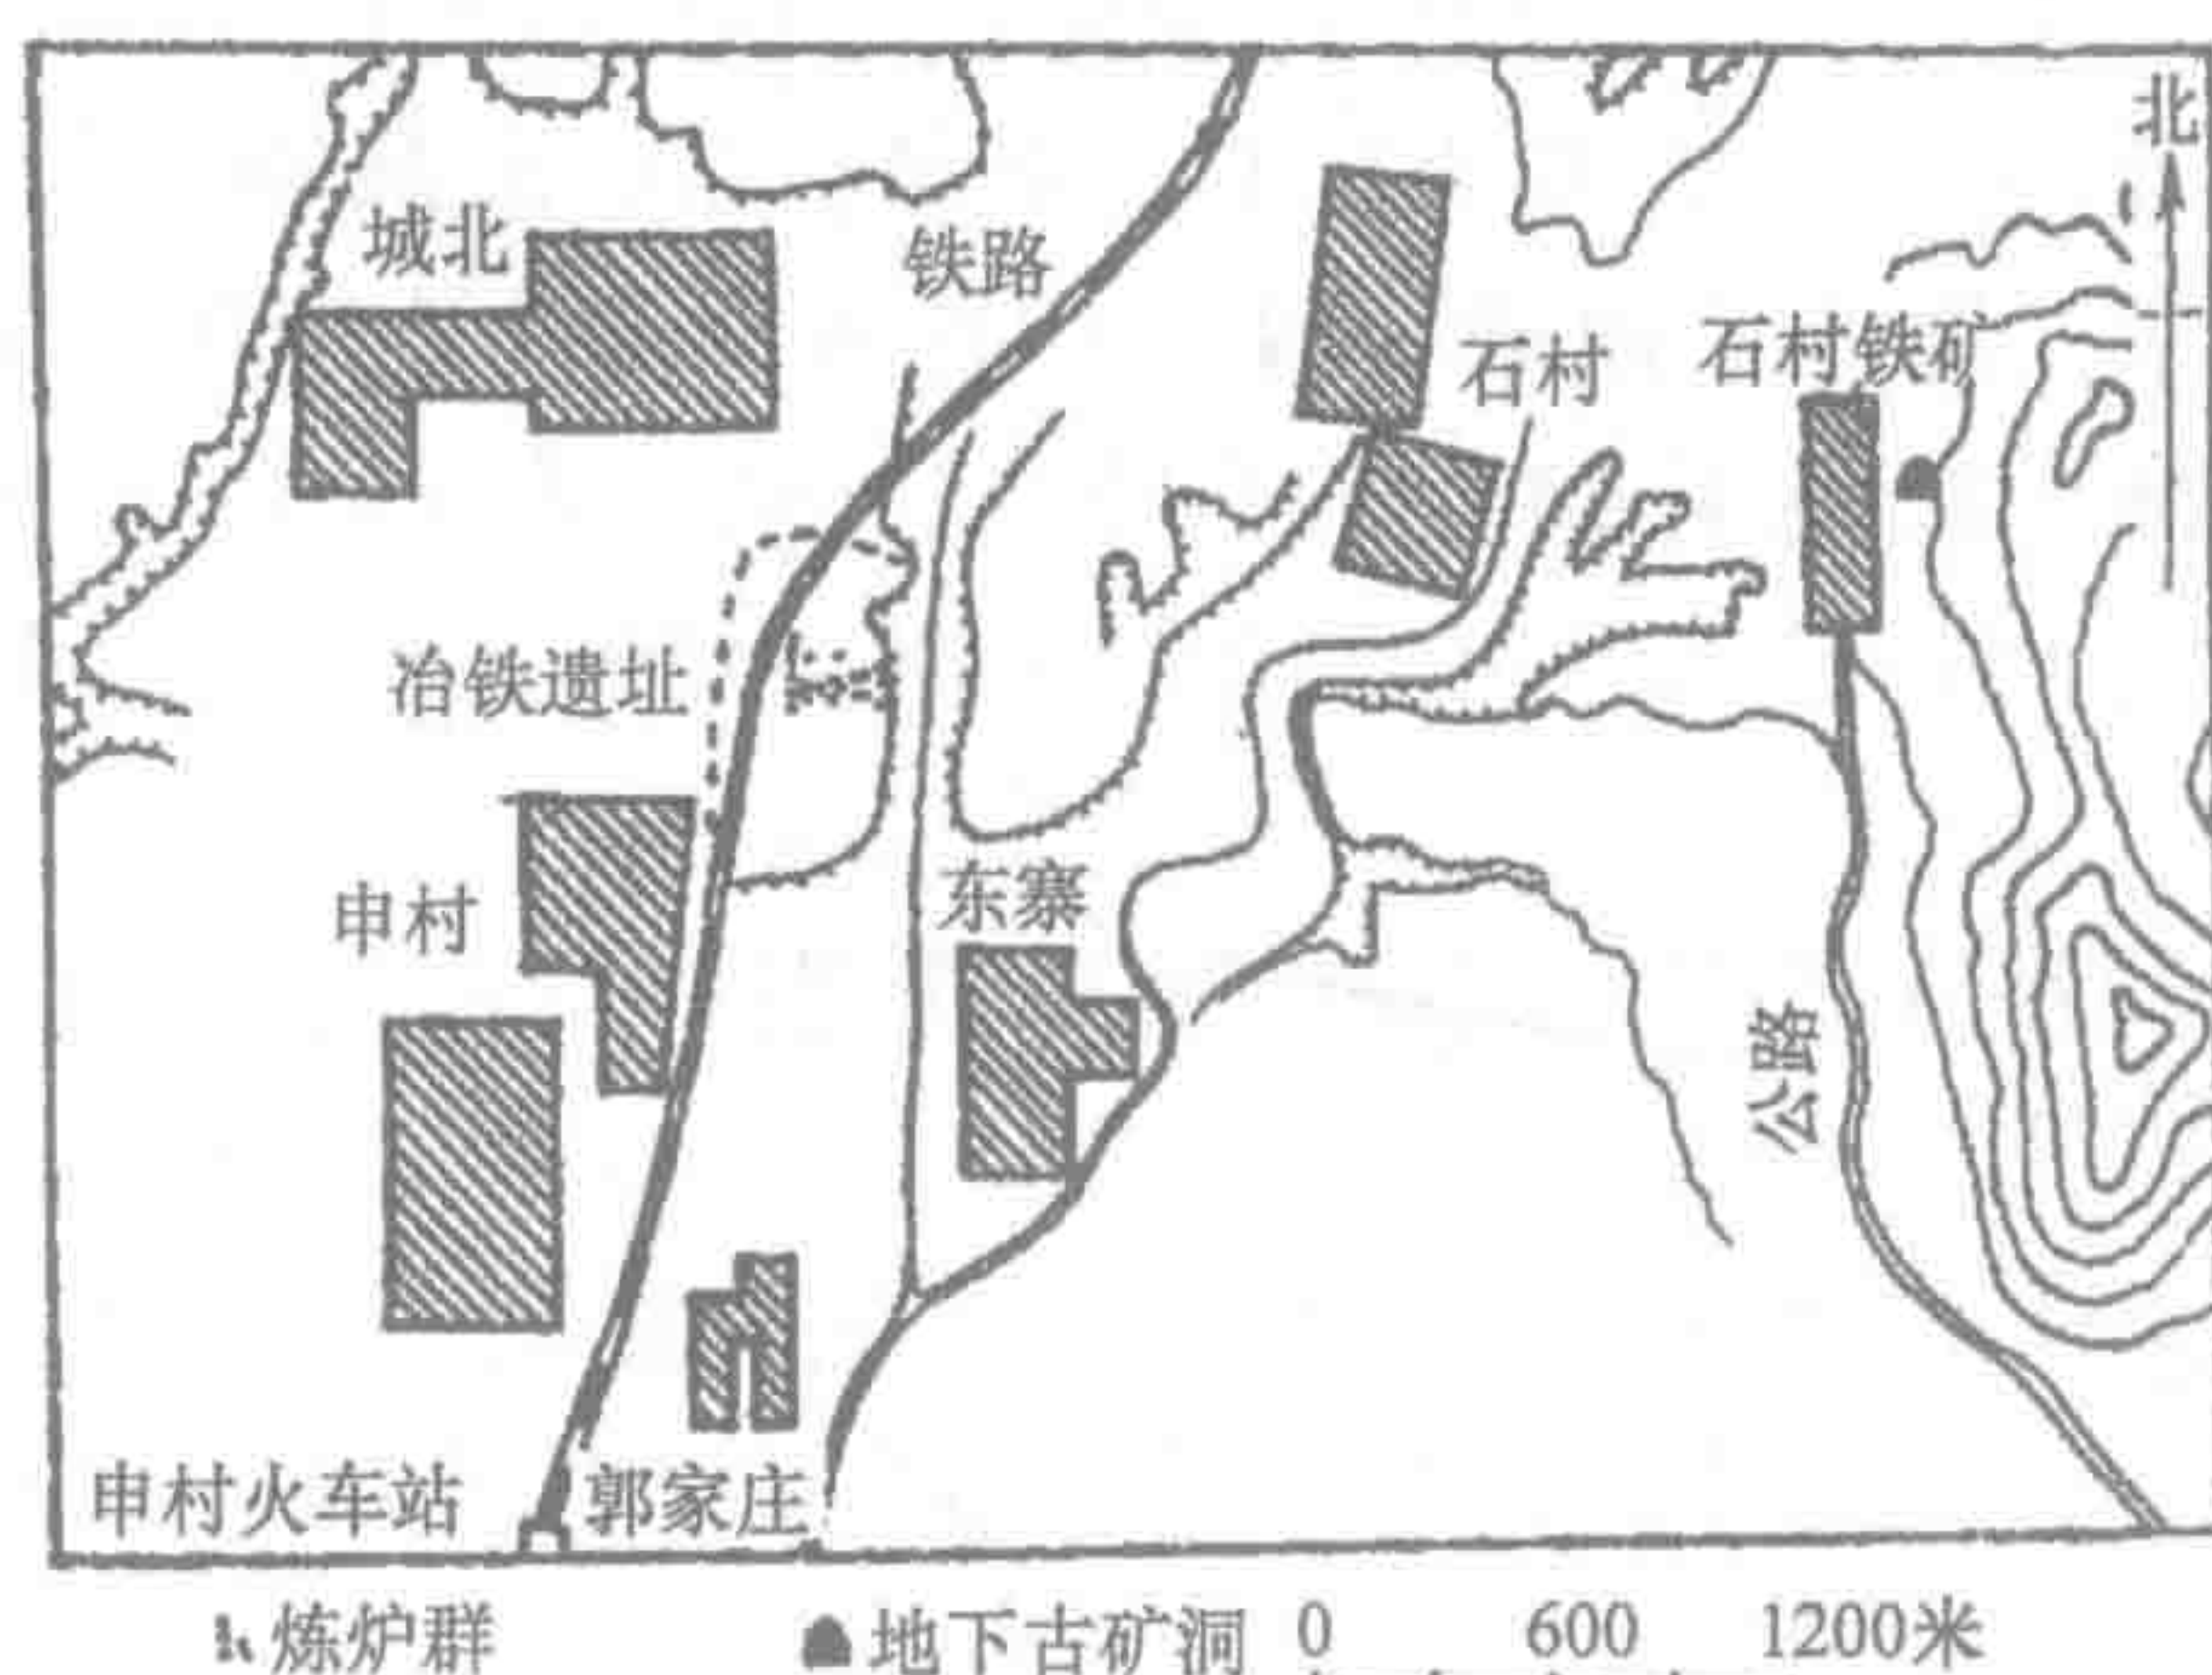 北
城北
铁路
石村
石村铁矿
冶铁遗址
申村
东寨
公路
申村火车站
郭家庄
炼炉群
地下古矿洞
0 600 1200米